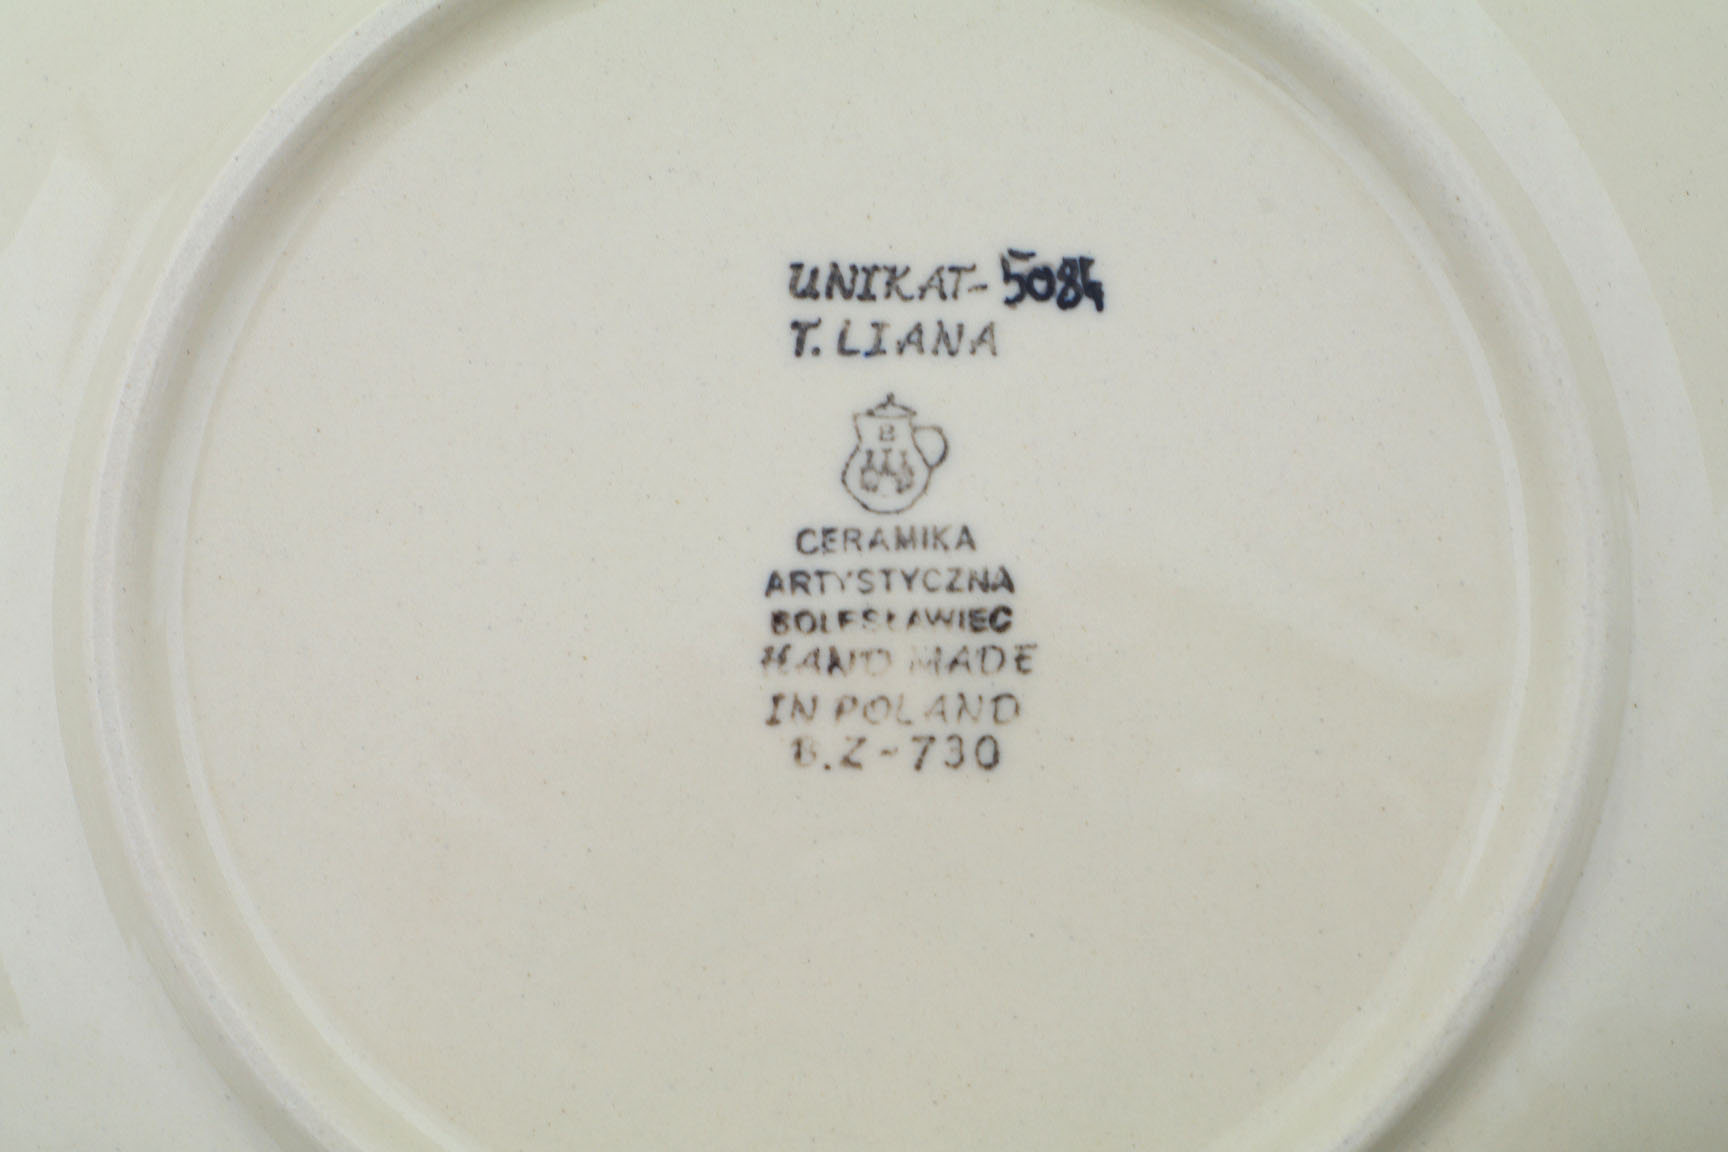 UNIKAT-5084
T. LIANA
B
CERAMIKA
ARTYSTYCZNA
BOLESŁAWIEC
HAND MADE
IN POLAND
B.Z-730